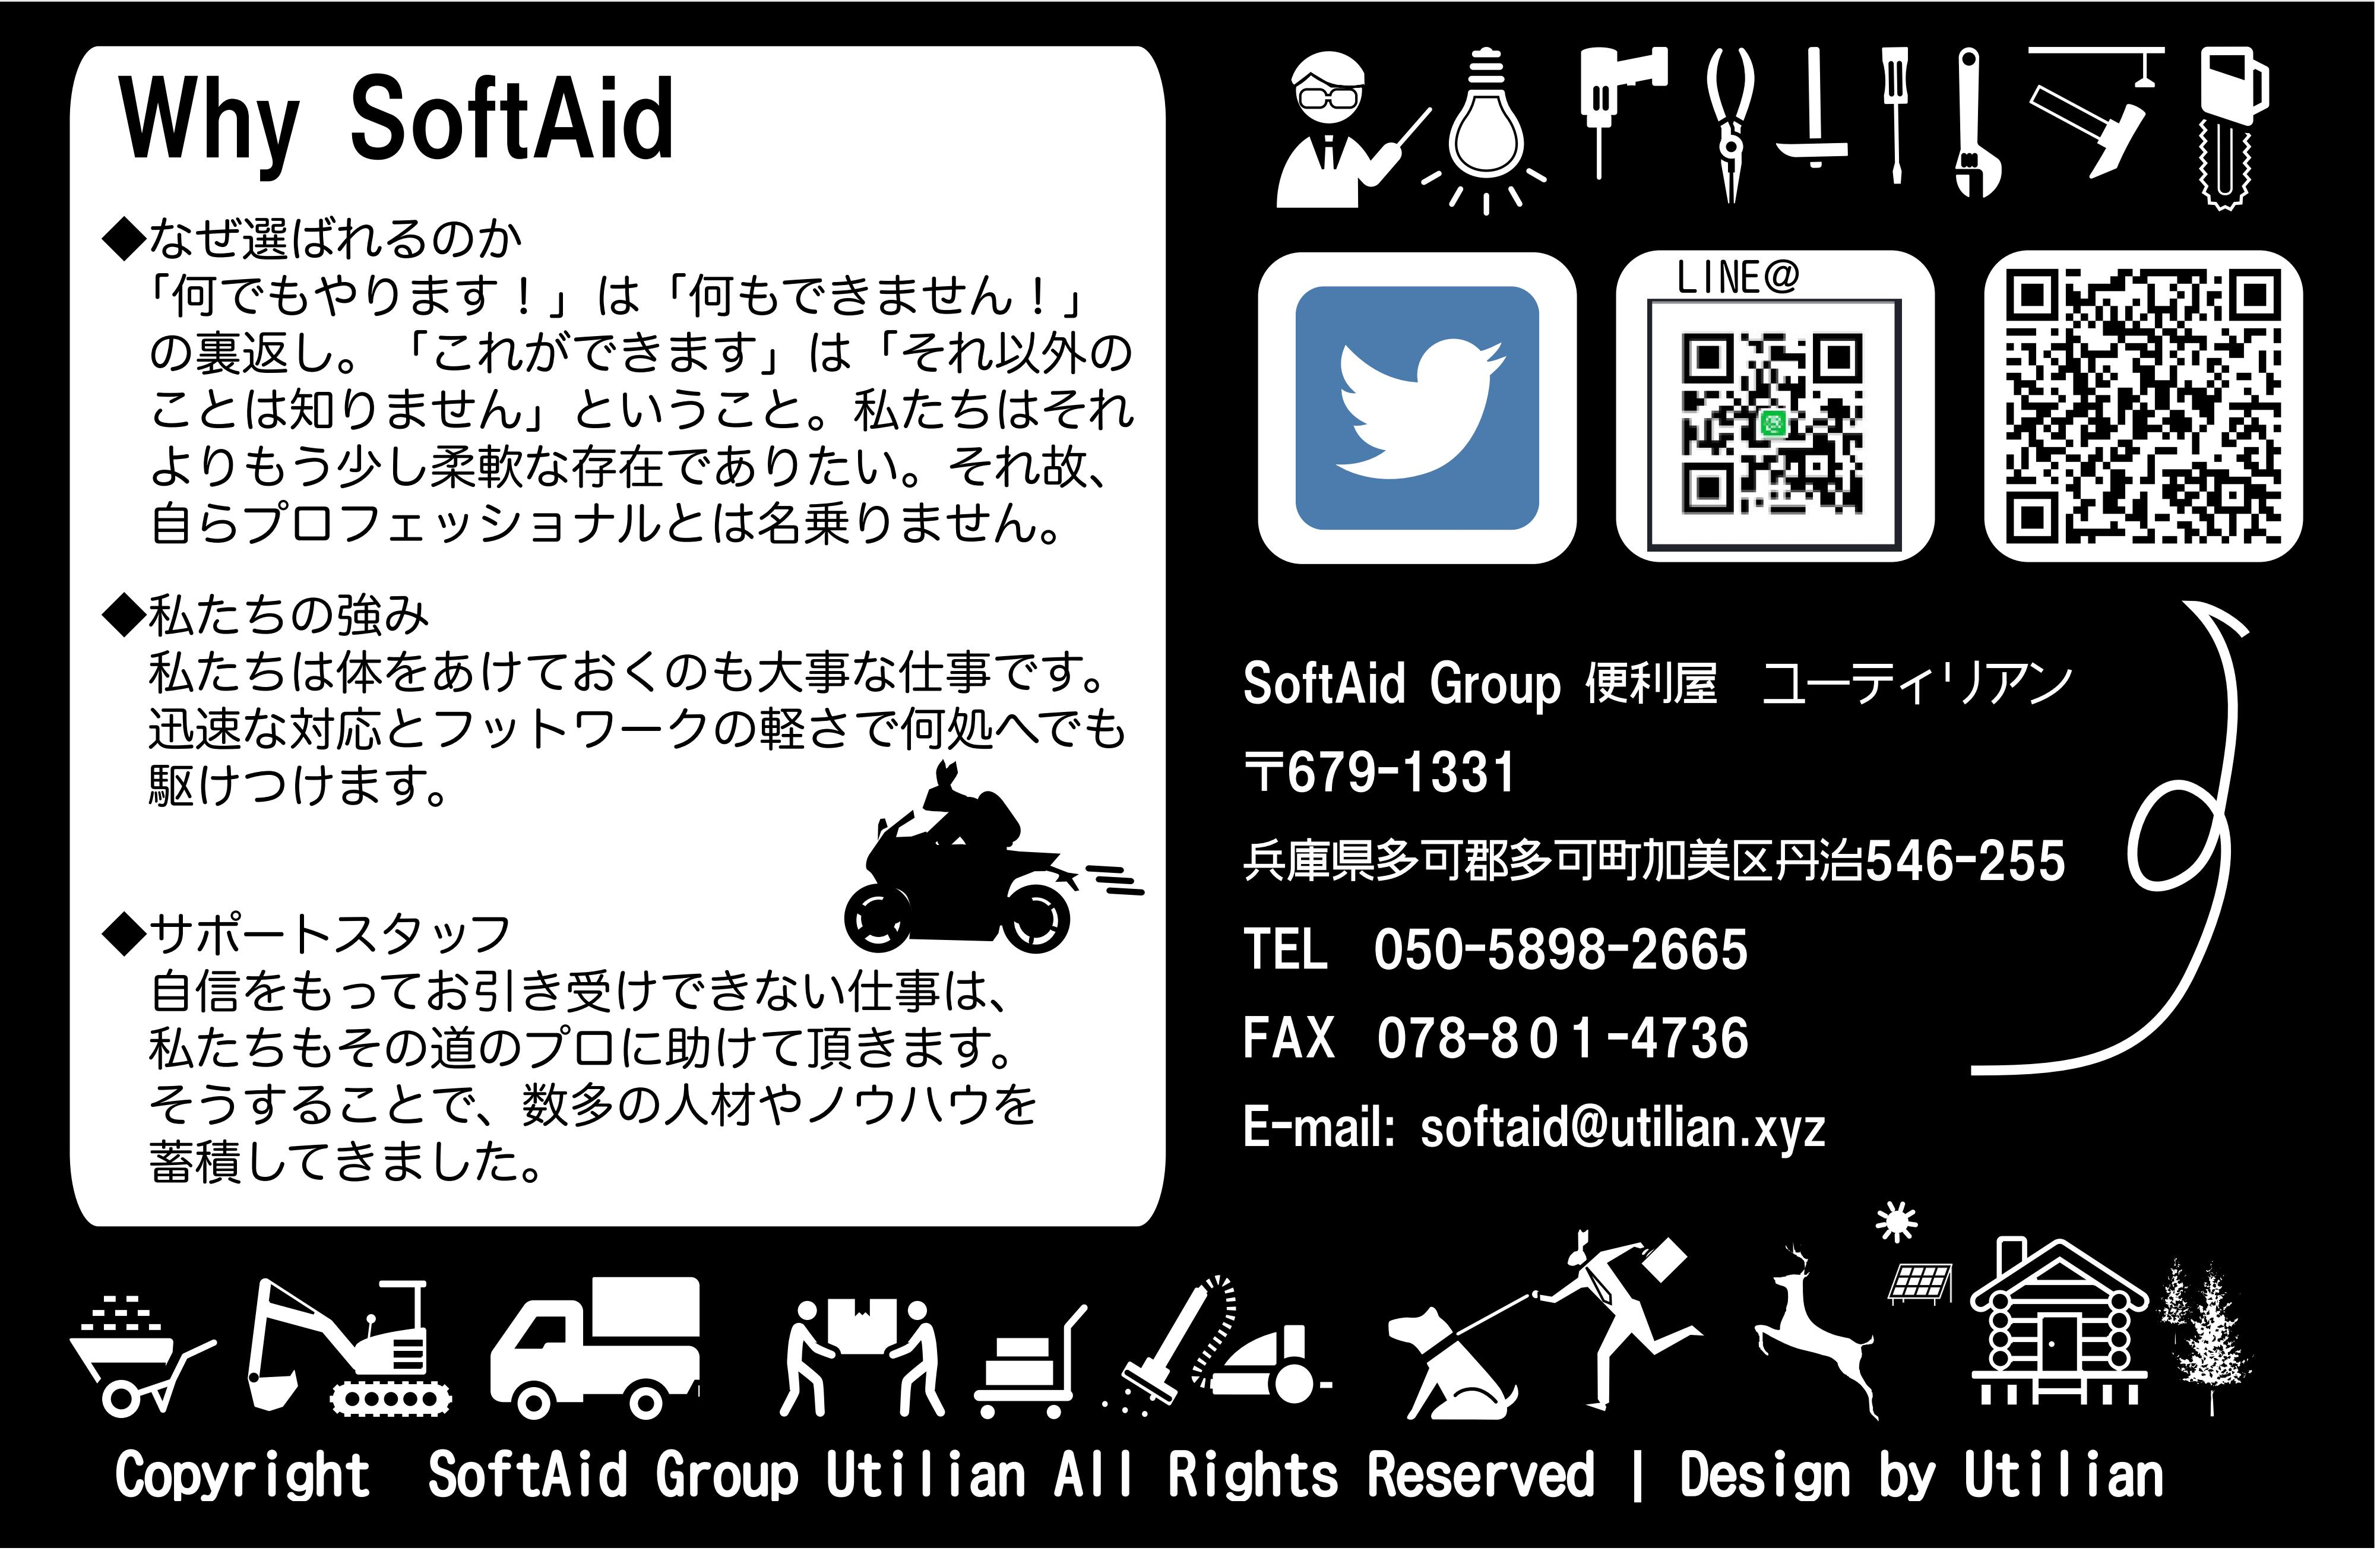 Why SoftAid
◆なぜ選ばれるのか
「何でもやります！」は「何もできません！」
の裏返し。「これができます」は「それ以外の
ことは知りません」ということ。私たちはそれ
よりもう少し柔軟な存在でありたい。それ故、
自らプロフェッショナルとは名乗りません。
◆私たちの強み
私たちは体をあけておくのも大事な仕事です。
迅速な対応とフットワークの軽さで何処へでも
駆けつけます。
◆サポートスタッフ
自信をもってお引き受けできない仕事は、
私たちもその道のプロに助けて頂きます。
そうすることで、数多の人材やノウハウを
蓄積してきました。
LINE@
SoftAid Group 便利屋　ユーティリアン
〒679-1331
兵庫県多可郡多可町加美区丹治546-255
TEL　050-5898-2665
FAX　078-801-4736
E-mail: softaid@utilian.xyz
Copyright　SoftAid Group Utilian All Rights Reserved | Design by Utilian